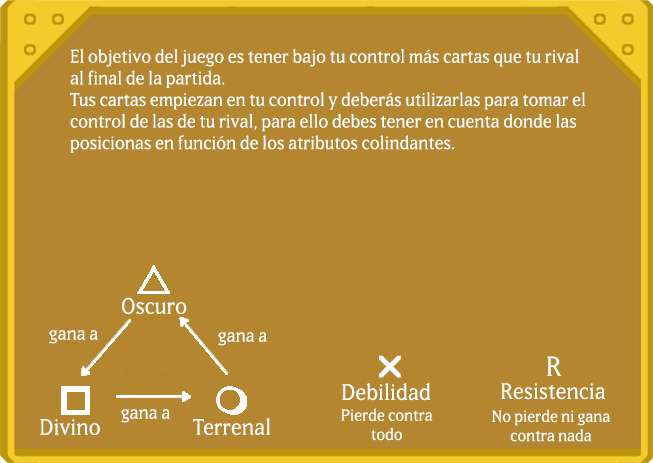 El objetivo del juego es tener bajo tu control más cartas que tu rival
al final de la partida.
Tus cartas empiezan en tu control y deberás utilizarlas para tomar el
control de las de tu rival, para ello debes tener en cuenta donde las
posicionas en función de los atributos colindantes.
Oscuro
gana a
gana a
gana a
Divino
Terrenal
Debilidad
Pierde contra
todo
R
Resistencia
No pierde ni gana
contra nada